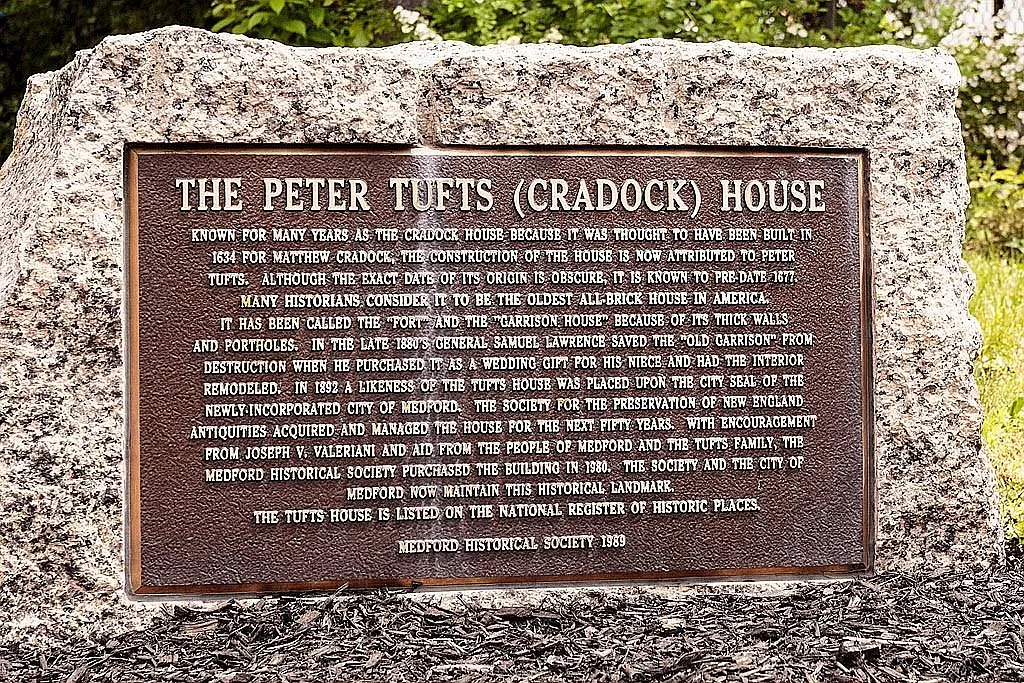 THE PETER TUFTS (CRADOCK) HOUSE
KNOWN FOR MANY YEARS AS THE CRADOCK HOUSE BECAUSE IT WAS THOUGHT TO HAVE BEEN BUILT IN
1634 FOR MATTHEW CRADOCK, THE CONSTRUCTION OF THE HOUSE IS NOW ATTRIBUTED TO PETER
TUFTS. ALTHOUGH THE EXACT DATE OF ITS ORIGIN IS OBSCURE, IT IS KNOWN TO PRE-DATE 1677.
MANY HISTORIANS CONSIDER IT TO BE THE OLDEST ALL-BRICK HOUSE IN AMERICA.
IT HAS BEEN CALLED THE "FORT" AND THE "GARRISON HOUSE" BECAUSE OF ITS THICK WALLS
AND PORTHOLES. IN THE LATE 1880'S GENERAL SAMUEL LAWRENCE SAVED THE "OLD GARRISON" FROM
DESTRUCTION WHEN HE PURCHASED IT AS A WEDDING GIFT FOR HIS NIECE AND HAD THE INTERIOR
REMODELED. IN 1892 A LIKENESS OF THE TUFTS HOUSE WAS PLACED UPON THE CITY SEAL OF THE
NEWLY-INCORPORATED CITY OF MEDFORD. THE SOCIETY FOR THE PRESERVATION OF NEW ENGLAND
ANTIQUITIES ACQUIRED AND MANAGED THE HOUSE FOR THE NEXT FIFTY YEARS. WITH ENCOURAGEMENT
FROM JOSEPH V. VALERIANI AND AID FROM THE PEOPLE OF MEDFORD AND THE TUFTS FAMILY, THE
MEDFORD HISTORICAL SOCIETY PURCHASED THE BUILDING IN 1980. THE SOCIETY AND THE CITY OF
MEDFORD NOW MAINTAIN THIS HISTORICAL LANDMARK.
THE TUFTS HOUSE IS LISTED ON THE NATIONAL REGISTER OF HISTORIC PLACES.
MEDFORD HISTORICAL SOCIETY 1989